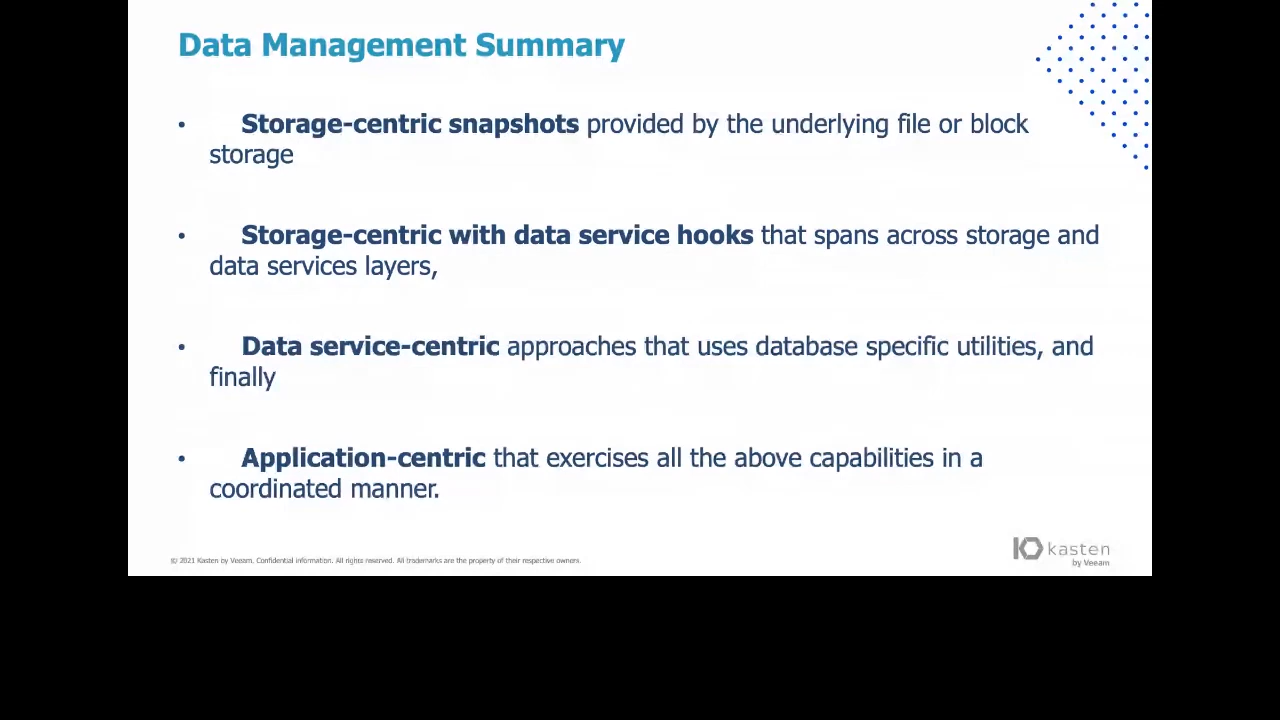 Data Management Summary
• Storage-centric snapshots provided by the underlying file or block
storage
• Storage-centric with data service hooks that spans across storage and
data services layers,
• Data service-centric approaches that uses database specific utilities, and
finally
• Application-centric that exercises all the above capabilities in a
coordinated manner.
© 2021 Kasten by Veeam. Confidential information. All rights reserved. All trademarks are the property of their respective owners.
kasten
by Veeam